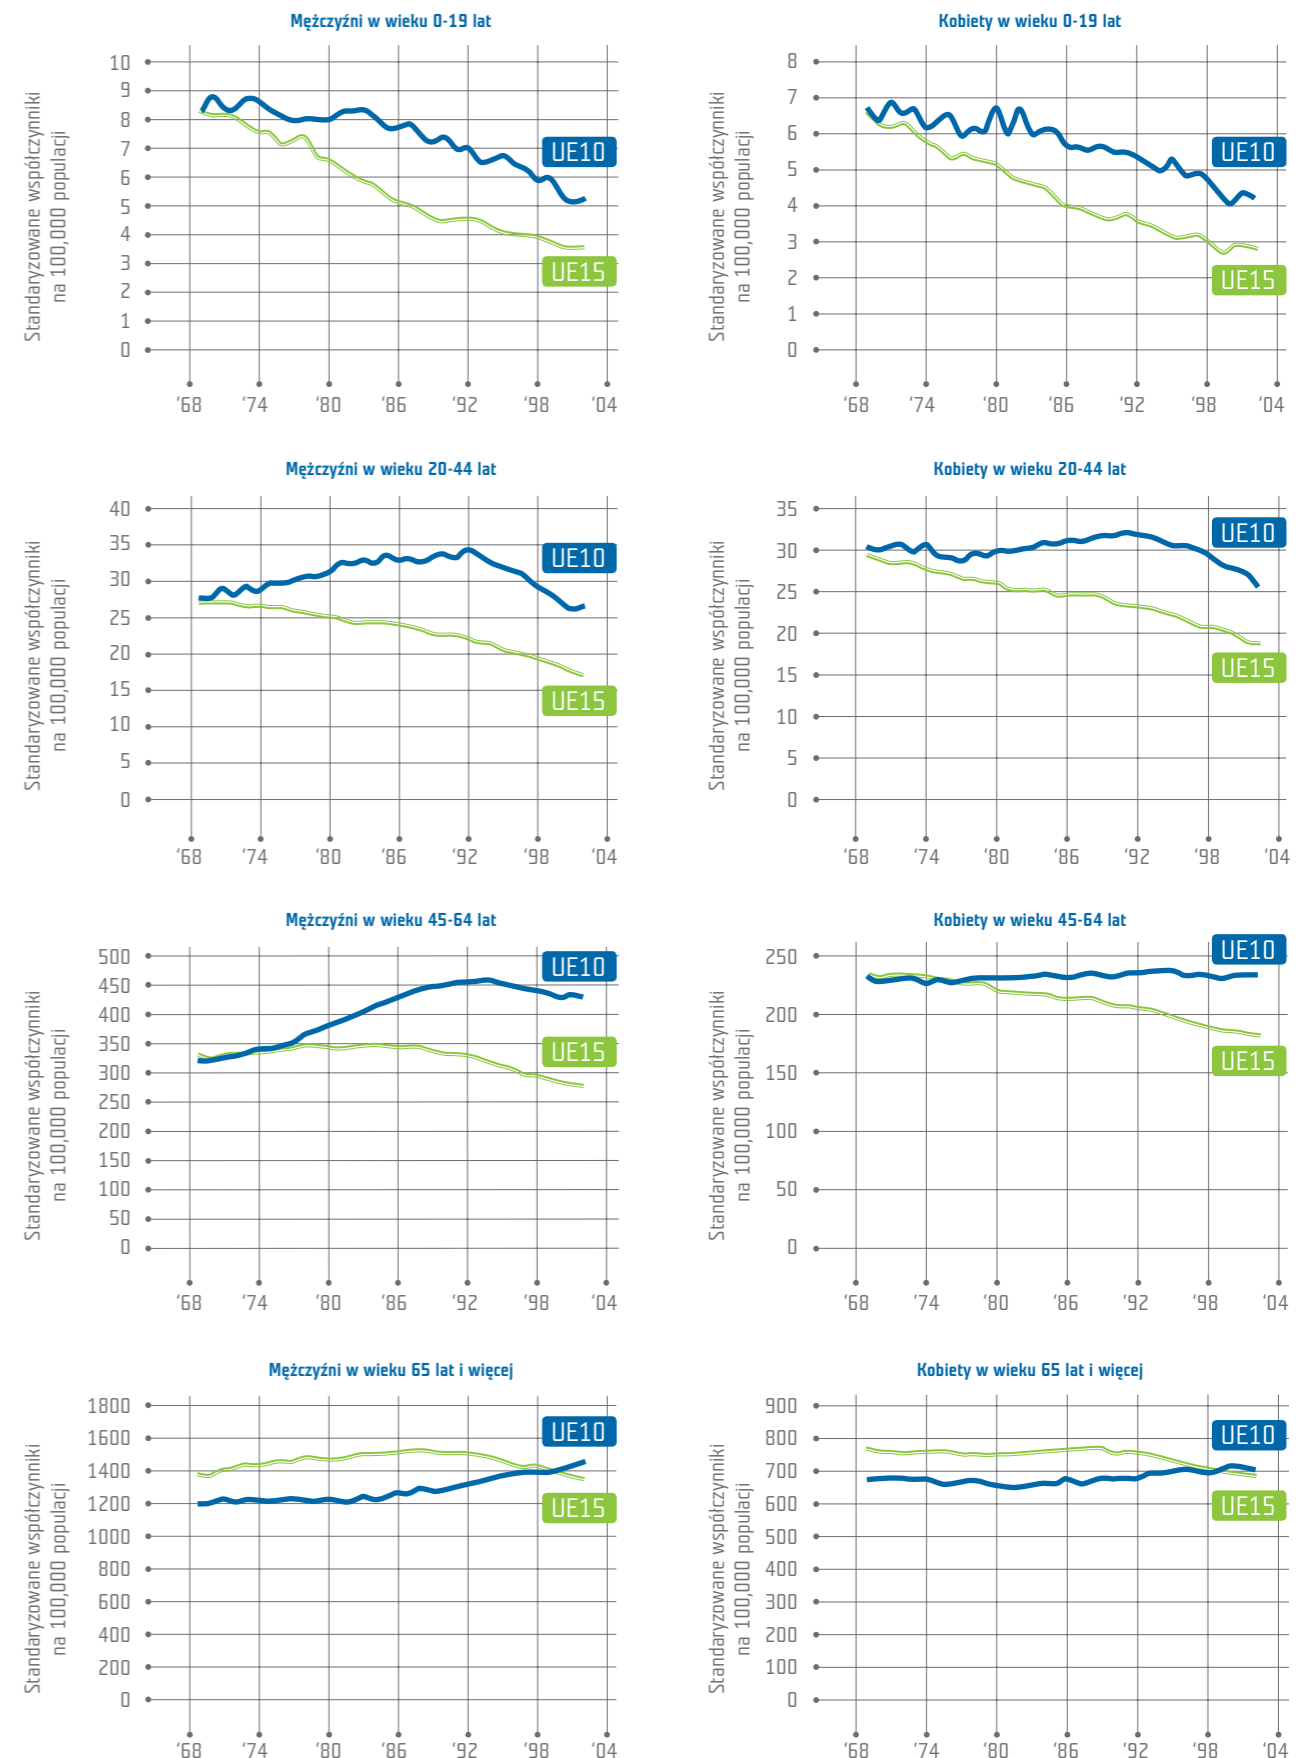 Mężczyźni w wieku 0-19 lat
Standaryzowane współczynniki
na 100,000 populacji
10
9
8
7
6
5
4
3
2
1
0
UE10
UE15
‘68 ‘74 ‘80 ‘86 ‘92 ‘98 ‘04
Kobiety w wieku 0-19 lat
Standaryzowane współczynniki
na 100,000 populacji
8
7
6
5
4
3
2
1
0
UE10
UE15
‘68 ‘74 ‘80 ‘86 ‘92 ‘98 ‘04
Mężczyźni w wieku 20-44 lat
Standaryzowane współczynniki
na 100,000 populacji
40
35
30
25
20
15
10
5
0
UE10
UE15
‘68 ‘74 ‘80 ‘86 ‘92 ‘98 ‘04
Kobiety w wieku 20-44 lat
Standaryzowane współczynniki
na 100,000 populacji
35
30
25
20
15
10
5
0
UE10
UE15
‘68 ‘74 ‘80 ‘86 ‘92 ‘98 ‘04
Mężczyźni w wieku 45-64 lat
Standaryzowane współczynniki
na 100,000 populacji
500
450
400
350
300
250
200
150
100
50
0
UE10
UE15
‘68 ‘74 ‘80 ‘86 ‘92 ‘98 ‘04
Kobiety w wieku 45-64 lat
Standaryzowane współczynniki
na 100,000 populacji
250
200
150
100
50
0
UE10
UE15
‘68 ‘74 ‘80 ‘86 ‘92 ‘98 ‘04
Mężczyźni w wieku 65 lat i więcej
Standaryzowane współczynniki
na 100,000 populacji
1800
1600
1400
1200
1000
800
600
400
200
0
UE10
UE15
‘68 ‘74 ‘80 ‘86 ‘92 ‘98 ‘04
Kobiety w wieku 65 lat i więcej
Standaryzowane współczynniki
na 100,000 populacji
900
800
700
600
500
400
300
200
100
0
UE10
UE15
‘68 ‘74 ‘80 ‘86 ‘92 ‘98 ‘04